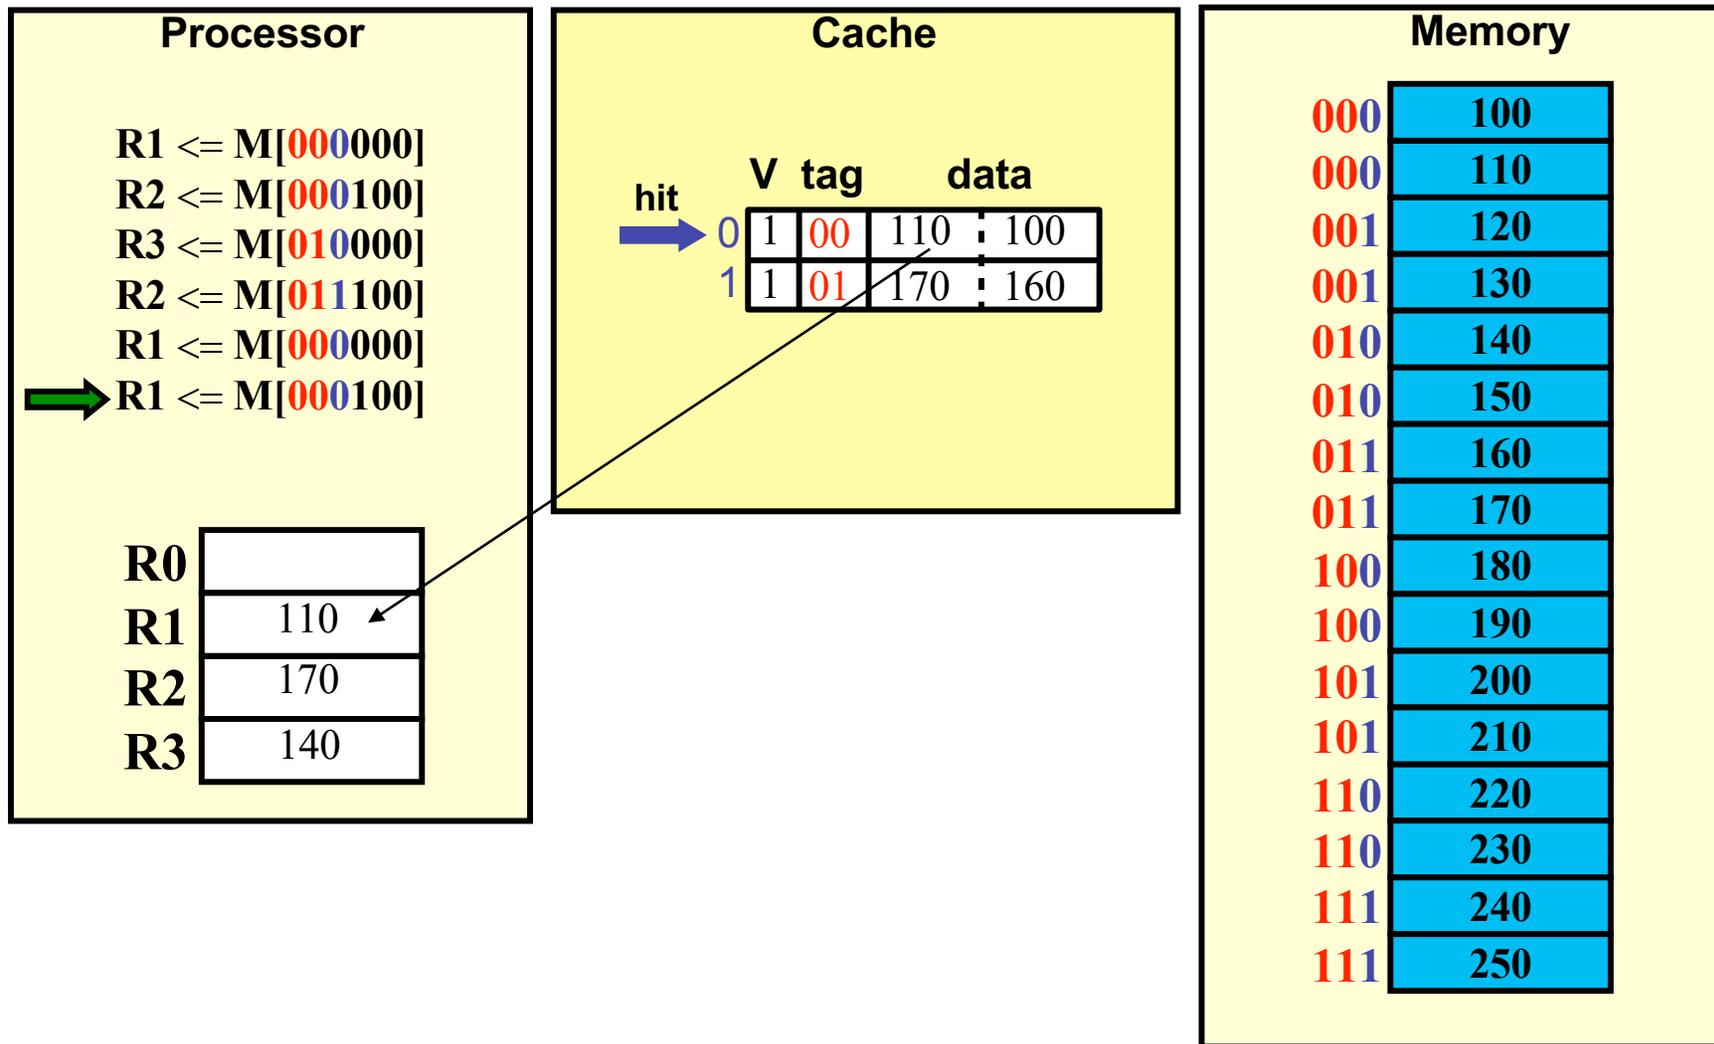 Processor
R1 <= M[000000]
R2 <= M[000100]
R3 <= M[010000]
R2 <= M[011100]
R1 <= M[000000]
R1 <= M[000100]
R0
R1 110
R2 170
R3 140
Cache
V tag data
hit
0 1 00 110 100
1 1 01 170 160
Memory
000 100
000 110
001 120
001 130
010 140
010 150
011 160
011 170
100 180
100 190
101 200
101 210
110 220
110 230
111 240
111 250